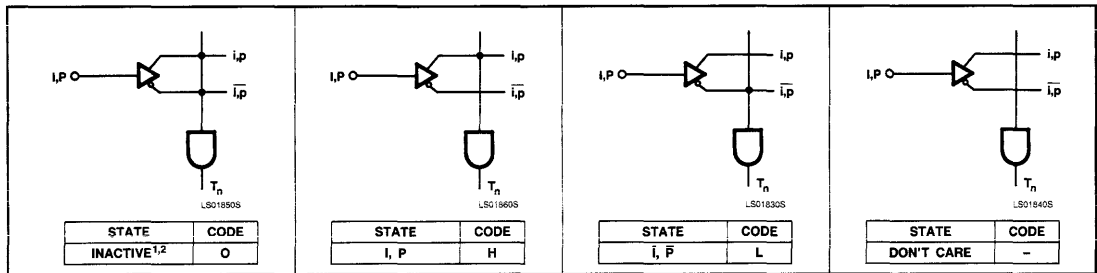 i,p
I,P
i̅,̅p̅
Tn
LS01850S
STATE CODE
INACTIVE1,2 O
i,p
I,P
i̅,̅p̅
Tn
LS01860S
STATE CODE
I, P H
i,p
I,P
i̅,̅p̅
Tn
LS01830S
STATE CODE
I̅, P̅ L
i,p
I,P
i̅,̅p̅
Tn
LS01840S
STATE CODE
DON'T CARE –